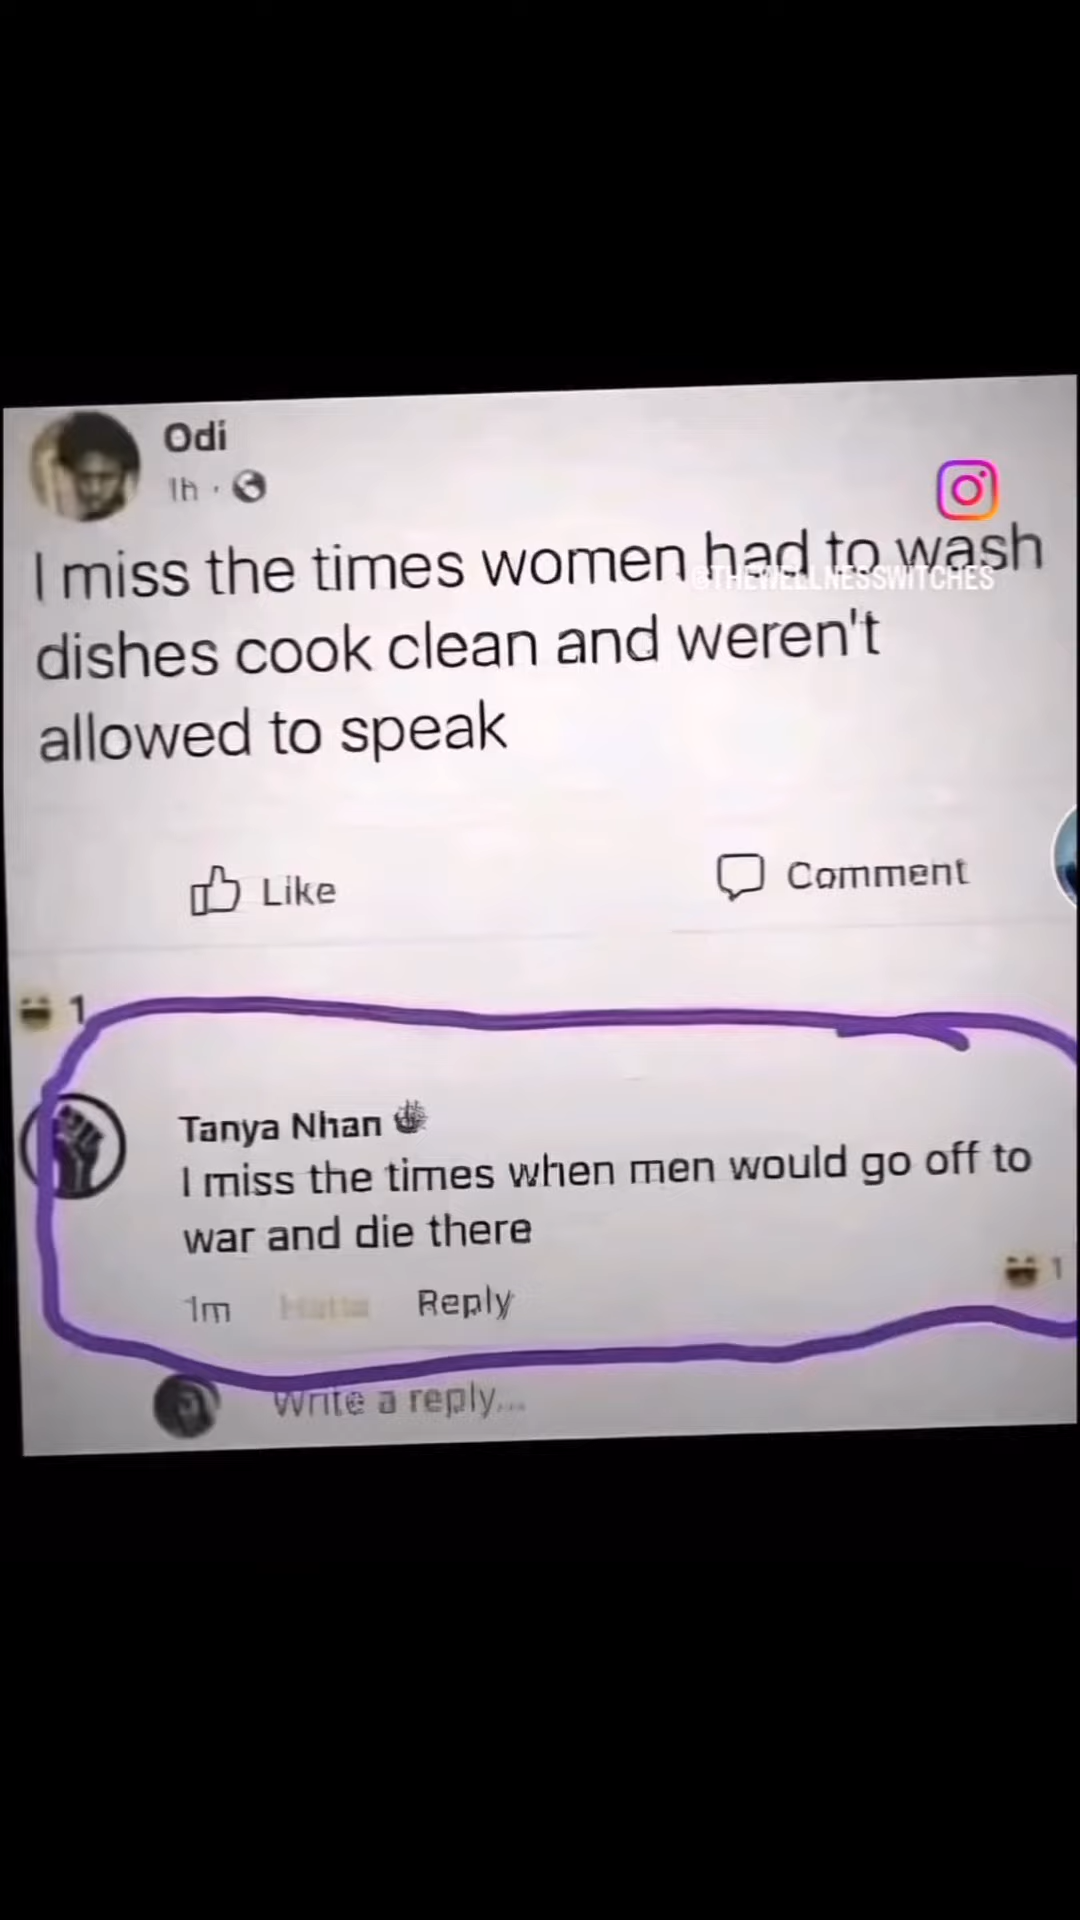 Odi
1h ·
@THEWELLNESSWITCHES
I miss the times women had to wash
dishes cook clean and weren't
allowed to speak
Like
Comment
1
Tanya Nhan
I miss the times when men would go off to
war and die there
1
1m Reply
Write a reply...